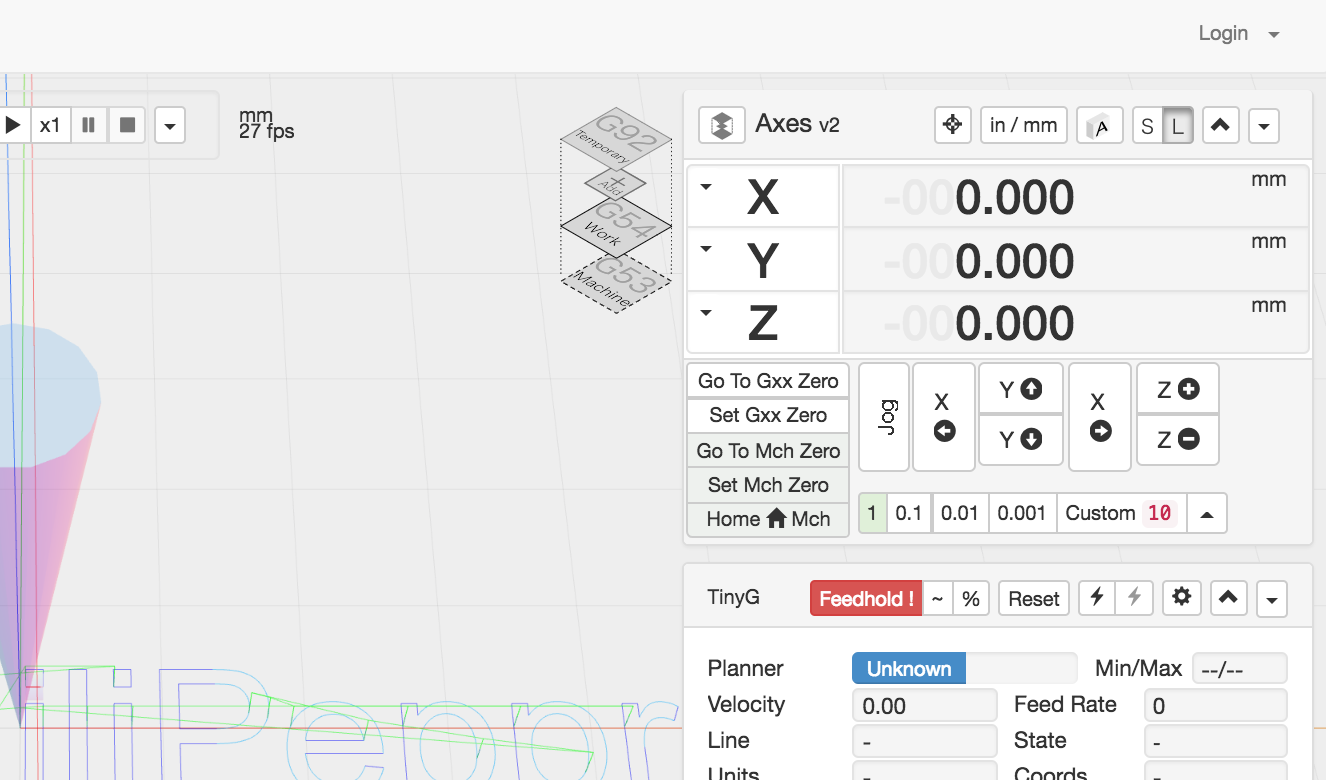 Login
x1
mm
27 fps
G92
Temporary
Add
G54
Work
G53
Machine
Axes v2
in / mm
A
S L
X -000.000 mm
Y -000.000 mm
Z -000.000 mm
Go To Gxx Zero
Set Gxx Zero
Go To Mch Zero
Set Mch Zero
Home Mch
Jog
X
Y
Y
X
Z
Z
1 0.1 0.01 0.001 Custom 10
TinyG Feedhold ! ~ % Reset
Planner Unknown Min/Max --/--
Velocity 0.00 Feed Rate 0
Line - State -
Units - Coords -